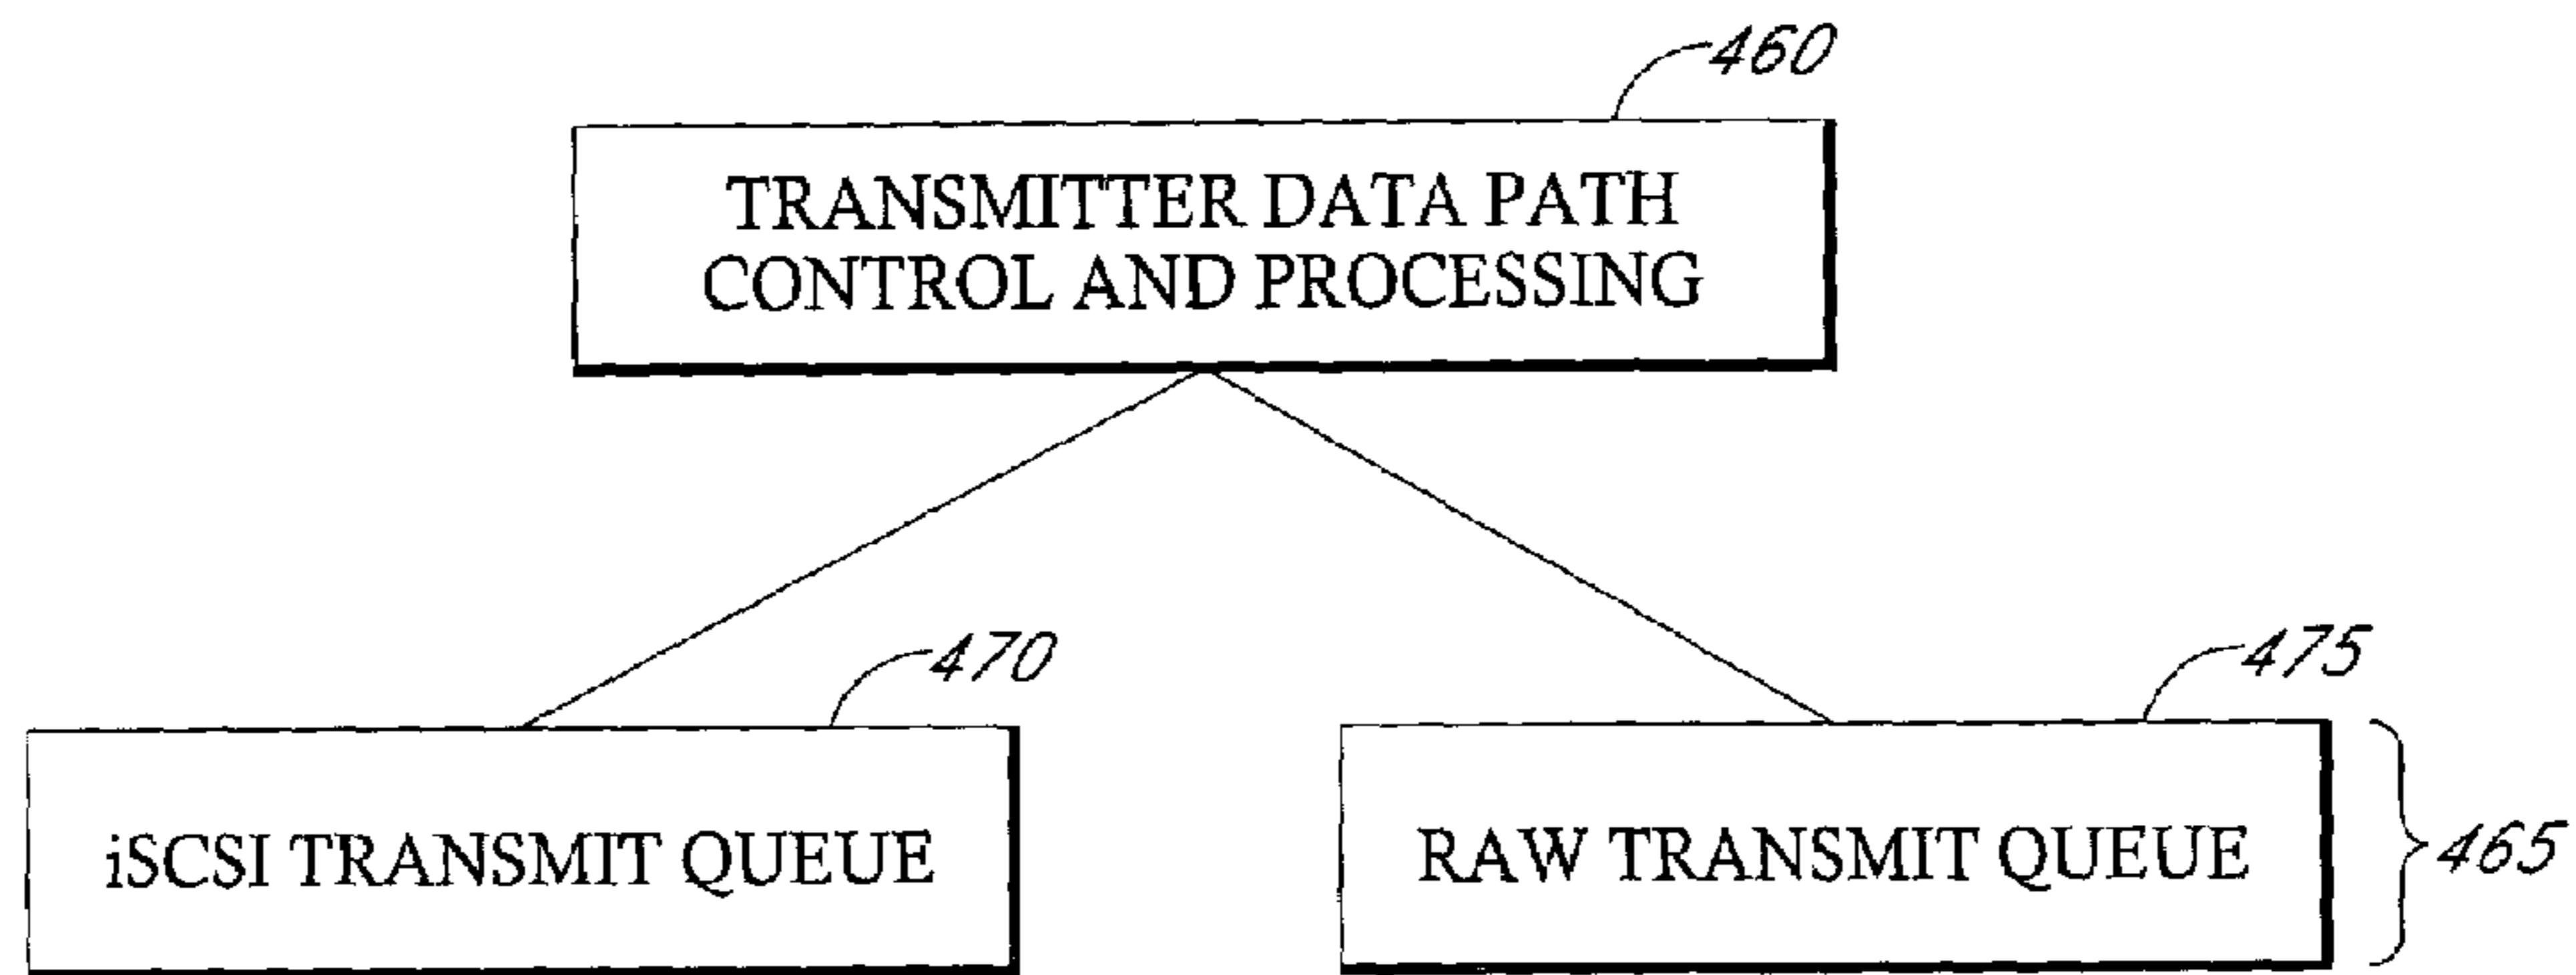 460
TRANSMITTER DATA PATH
CONTROL AND PROCESSING
470
475
iSCSI TRANSMIT QUEUE
RAW TRANSMIT QUEUE
465